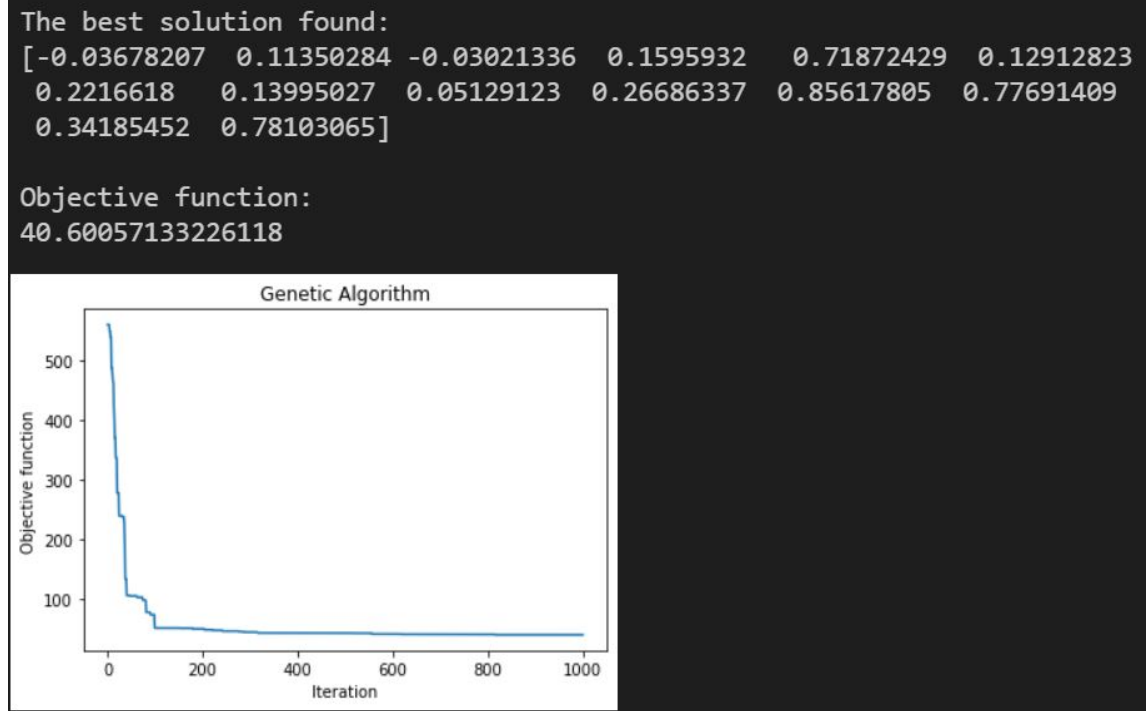 The best solution found:
[-0.03678207  0.11350284 -0.03021336  0.1595932   0.71872429  0.12912823
0.2216618   0.13995027  0.05129123  0.26686337  0.85617805  0.77691409
0.34185452  0.78103065]
Objective function:
40.60057133226118
Genetic Algorithm
500
400
300
200
100
Objective function
0 200 400 600 800 1000
Iteration